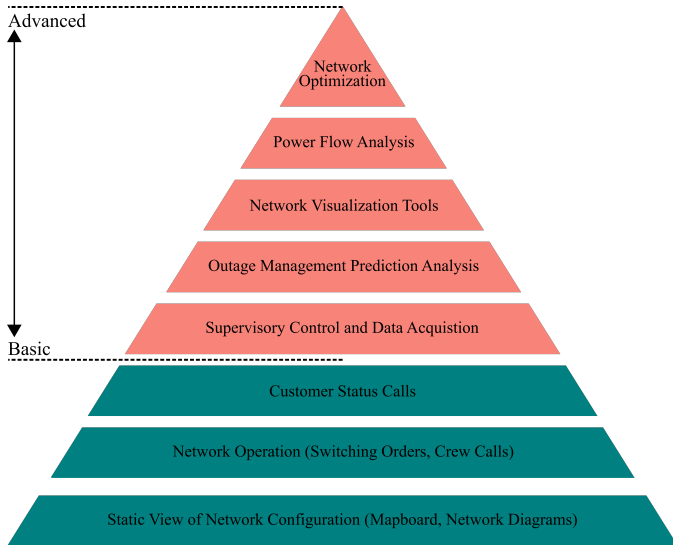 Advanced
Network
Optimization
Power Flow Analysis
Network Visualization Tools
Outage Management Prediction Analysis
Supervisory Control and Data Acquistion
Basic
Customer Status Calls
Network Operation (Switching Orders, Crew Calls)
Static View of Network Configuration (Mapboard, Network Diagrams)